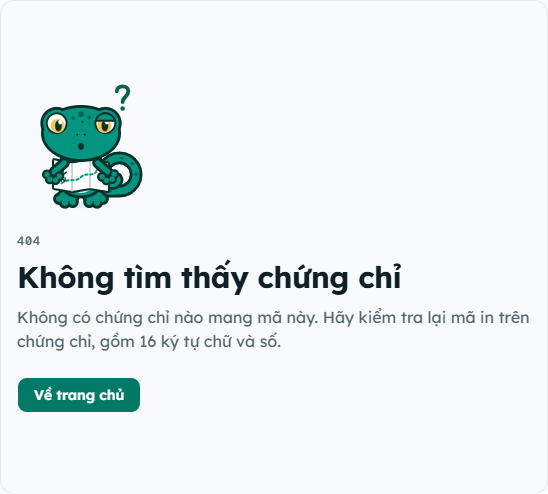 ?
404
Không tìm thấy chứng chỉ
Không có chứng chỉ nào mang mã này. Hãy kiểm tra lại mã in trên
chứng chỉ, gồm 16 ký tự chữ và số.
Về trang chủ